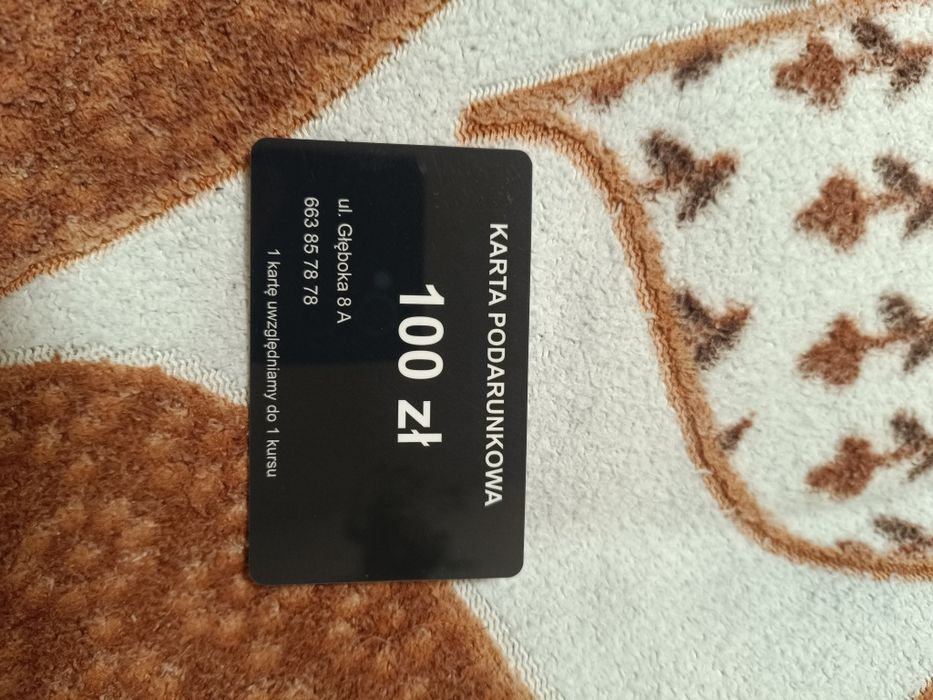 KARTA PODARUNKOWA
100 zł
ul. Głęboka 8 A
663 85 78 78
1 kartę uwzględniamy do 1 kursu